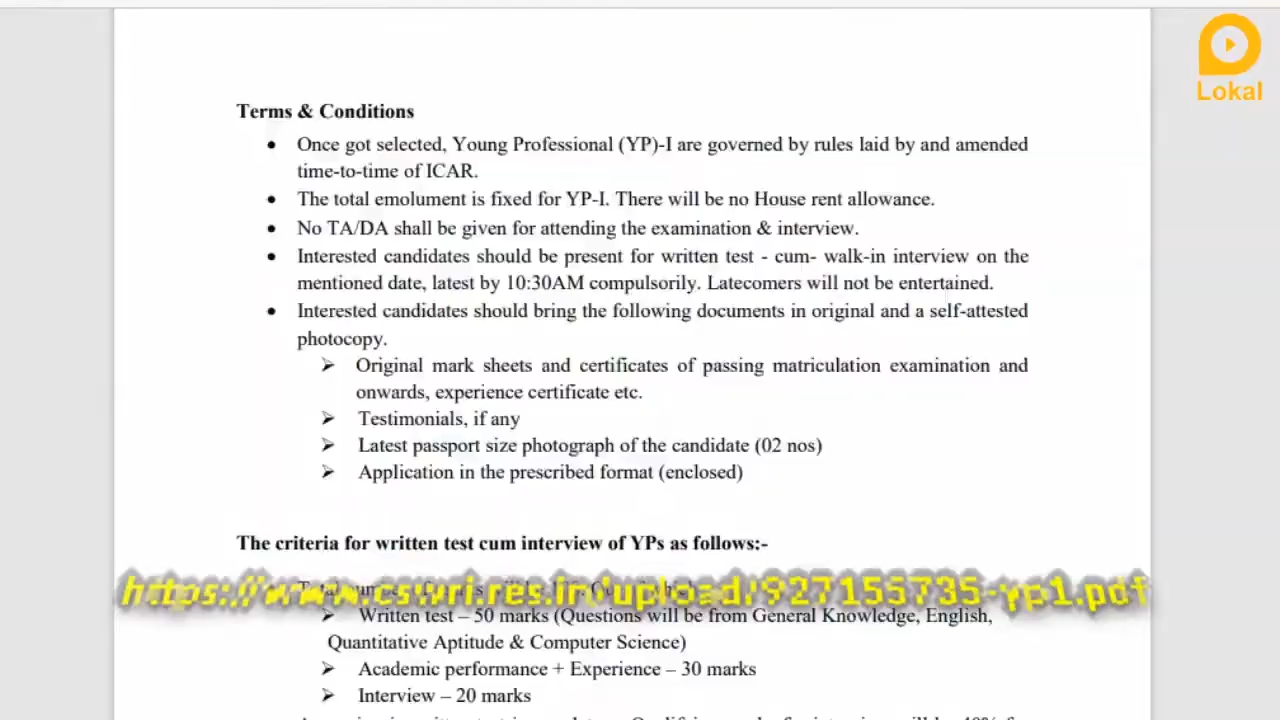 Lokal
Terms & Conditions
• Once got selected, Young Professional (YP)-I are governed by rules laid by and amended
time-to-time of ICAR.
• The total emolument is fixed for YP-I. There will be no House rent allowance.
• No TA/DA shall be given for attending the examination & interview.
• Interested candidates should be present for written test - cum- walk-in interview on the
mentioned date, latest by 10:30AM compulsorily. Latecomers will not be entertained.
• Interested candidates should bring the following documents in original and a self-attested
photocopy.
➢ Original mark sheets and certificates of passing matriculation examination and
onwards, experience certificate etc.
➢ Testimonials, if any
➢ Latest passport size photograph of the candidate (02 nos)
➢ Application in the prescribed format (enclosed)
The criteria for written test cum interview of YPs as follows:-
https://www.cswri.res.in/upload/927155735-yp1.pdf
➢ Written test – 50 marks (Questions will be from General Knowledge, English,
Quantitative Aptitude & Computer Science)
➢ Academic performance + Experience – 30 marks
➢ Interview – 20 marks